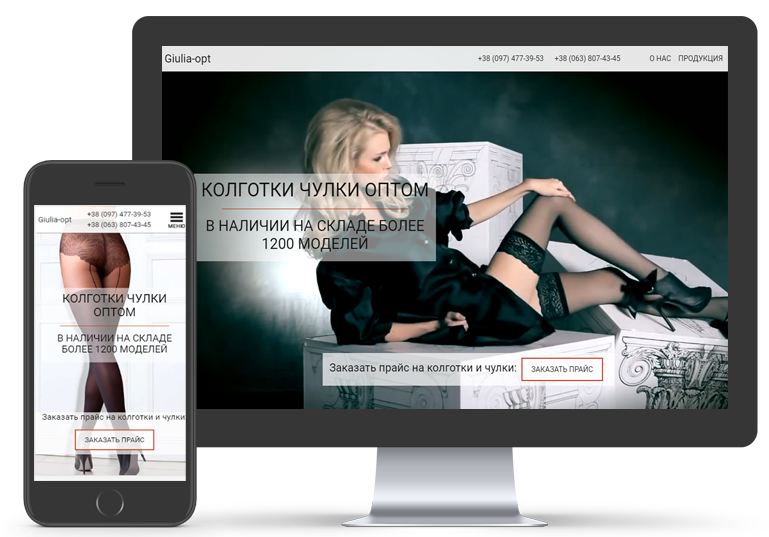 Giulia-opt
+38 (097) 477-39-53
+38 (063) 807-43-45
О НАС
ПРОДУКЦИЯ
КОЛГОТКИ ЧУЛКИ ОПТОМ
В НАЛИЧИИ НА СКЛАДЕ БОЛЕЕ
1200 МОДЕЛЕЙ
Заказать прайс на колготки и чулки:
ЗАКАЗАТЬ ПРАЙС
Giulia-opt
+38 (097) 477-39-53
+38 (063) 807-43-45
МЕНЮ
КОЛГОТКИ ЧУЛКИ
ОПТОМ
В НАЛИЧИИ НА СКЛАДЕ
БОЛЕЕ 1200 МОДЕЛЕЙ
Заказать прайс на колготки и чулки
ЗАКАЗАТЬ ПРАЙС